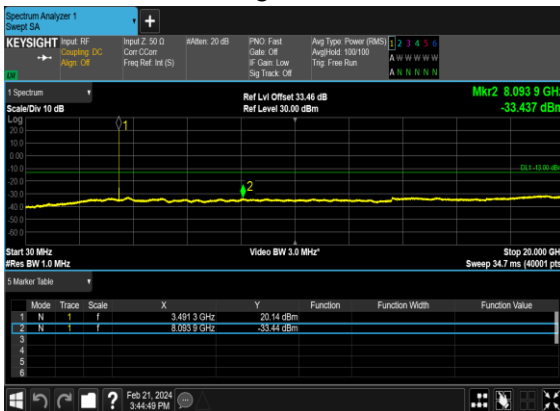 Spectrum Analyzer 1
Swept SA
KEYSIGHT Input: RF Input Z: 50 Ω #Atten: 20 dB PNO: Fast Avg Type: Power (RMS) 1 2 3 4 5 6
Coupling: DC Corr CCorr Gate: Off Avg|Hold: 100/100 A W W W W W
Align: Off Freq Ref: Int (S) IF Gain: Low Trig: Free Run
Sig Track: Off A N N N N N
LV
1 Spectrum Ref Lvl Offset 33.46 dB Mkr2 8.093 9 GHz
Scale/Div 10 dB Ref Level 30.00 dBm -33.437 dBm
Log
1
20.0
10.0
0.00
-10.0 DL1 -13.00 dBm
-20.0
2
-30.0
-40.0
-50.0
-60.0
Start 30 MHz Video BW 3.0 MHz* Stop 20.000 GH
#Res BW 1.0 MHz Sweep 34.7 ms (40001 pts
5 Marker Table
Mode Trace Scale X Y Function Function Width Function Value
1 N 1 f 3.491 3 GHz 20.14 dBm
2 N 1 f 8.093 9 GHz -33.44 dBm
3
4
5
6
? Feb 21, 2024
3:44:49 PM